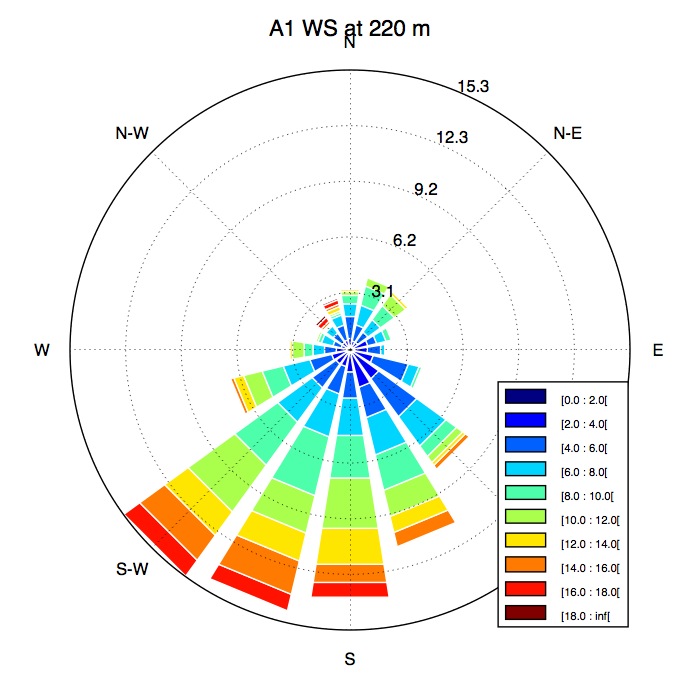 A1 WS at 220 m
N
15.3
N-W
12.3
N-E
9.2
6.2
3.1
W
E
[0.0 : 2.0[
[2.0 : 4.0[
[4.0 : 6.0[
[6.0 : 8.0[
[8.0 : 10.0[
[10.0 : 12.0[
[12.0 : 14.0[
[14.0 : 16.0[
[16.0 : 18.0[
[18.0 : inf[
S-W
S